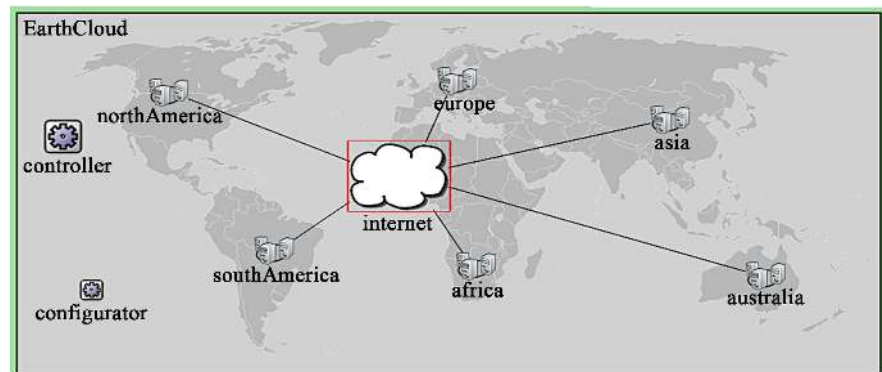 EarthCloud
northAmerica
europe
asia
controller
internet
southAmerica
africa
australia
configurator